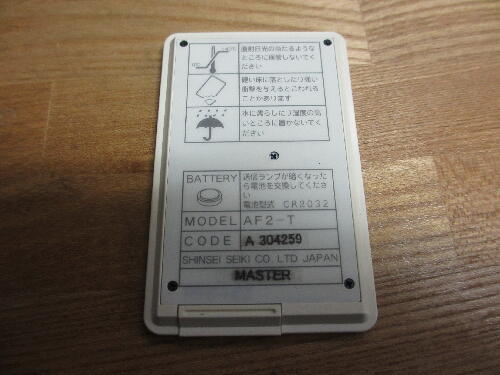 直射日光の当たるような
ところに保管しないでく
ださい
硬い床に落としたり強い
衝撃を与えるとこわれる
ことがあります
水に濡らしたり湿度の高
いところに置かないでく
ださい
BATTERY
送信ランプが暗くなった
ら電池を交換してくださ
い
電池型式 CR2032
MODEL AF2-T
CODE A 304259
SHINSEI SEIKI CO. LTD JAPAN
MASTER